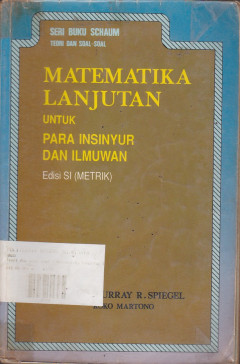 SERI BUKU SCHAUM
TEORI DAN SOAL-SOAL
MATEMATIKA
LANJUTAN
UNTUK
PARA INSINYUR
DAN ILMUWAN
Edisi SI (METRIK)
R. SPIEGEL
KOKO MARTONO